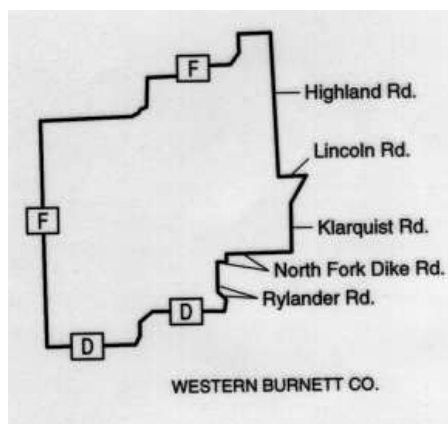 F
Highland Rd.
Lincoln Rd.
F
Klarquist Rd.
North Fork Dike Rd.
Rylander Rd.
D
D
WESTERN BURNETT CO.